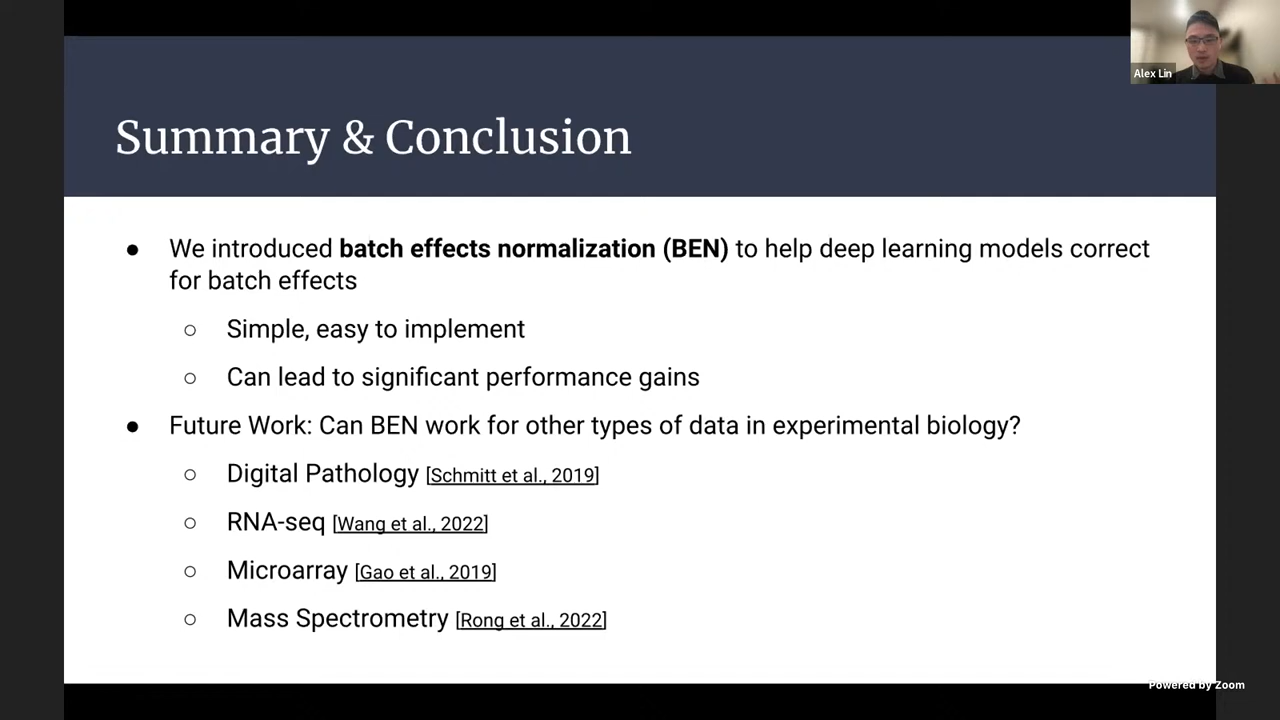 Alex Lin
Summary & Conclusion
● We introduced batch effects normalization (BEN) to help deep learning models correct
for batch effects
○ Simple, easy to implement
○ Can lead to significant performance gains
● Future Work: Can BEN work for other types of data in experimental biology?
○ Digital Pathology [Schmitt et al., 2019]
○ RNA-seq [Wang et al., 2022]
○ Microarray [Gao et al., 2019]
○ Mass Spectrometry [Rong et al., 2022]
Powered by Zoom